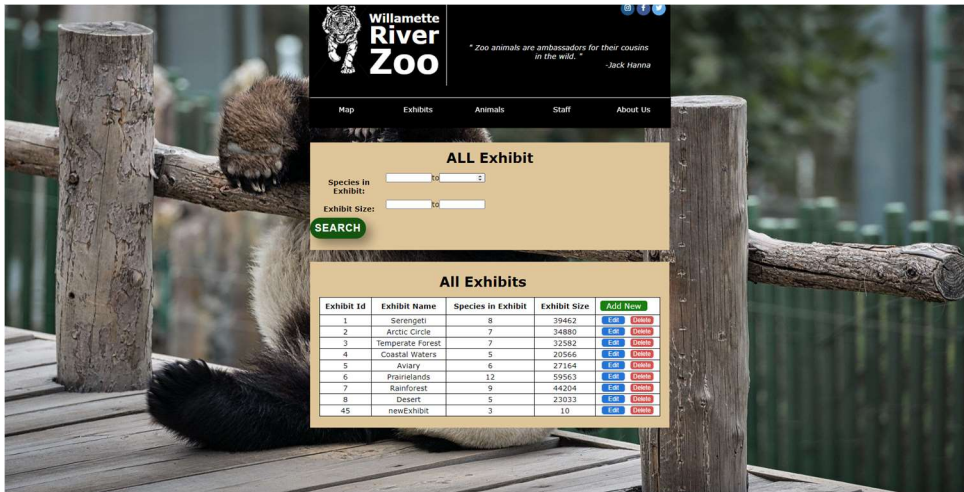 Willamette
River
Zoo
" Zoo animals are ambassadors for their cousins
in the wild. "
-Jack Hanna
Map Exhibits Animals Staff About Us
ALL Exhibit
Species in
Exhibit:
to
Exhibit Size:
to
SEARCH
All Exhibits
Exhibit Id Exhibit Name Species in Exhibit Exhibit Size Add New
1 Serengeti 8 39462 Edit Delete
2 Arctic Circle 7 34880 Edit Delete
3 Temperate Forest 7 32582 Edit Delete
4 Coastal Waters 5 20566 Edit Delete
5 Aviary 6 27164 Edit Delete
6 Prairielands 12 59563 Edit Delete
7 Rainforest 9 44204 Edit Delete
8 Desert 5 23033 Edit Delete
45 newExhibit 3 10 Edit Delete